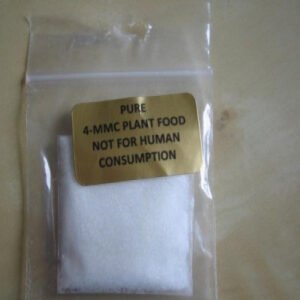 PURE
4-MMC PLANT FOOD
NOT FOR HUMAN
CONSUMPTION